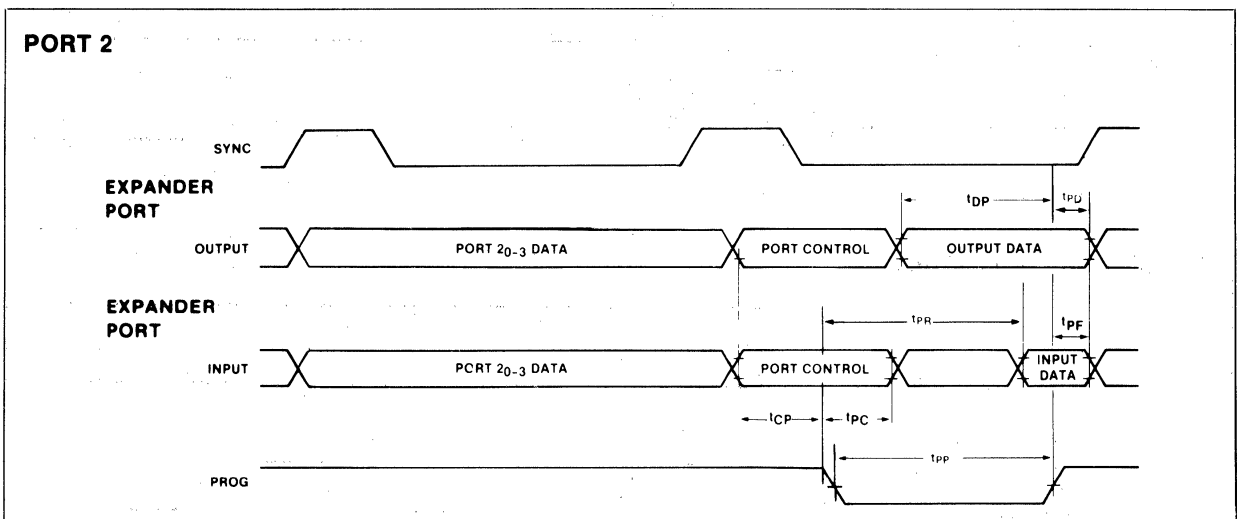 PORT 2
SYNC
EXPANDER
PORT
tDP
tPD
OUTPUT
PORT 20-3 DATA
PORT CONTROL
OUTPUT DATA
EXPANDER
PORT
tPR
tPF
INPUT
PCRT 20-3 DATA
PORT CONTROL
INPUT
DATA
tCP
tPC
tPP
PROG